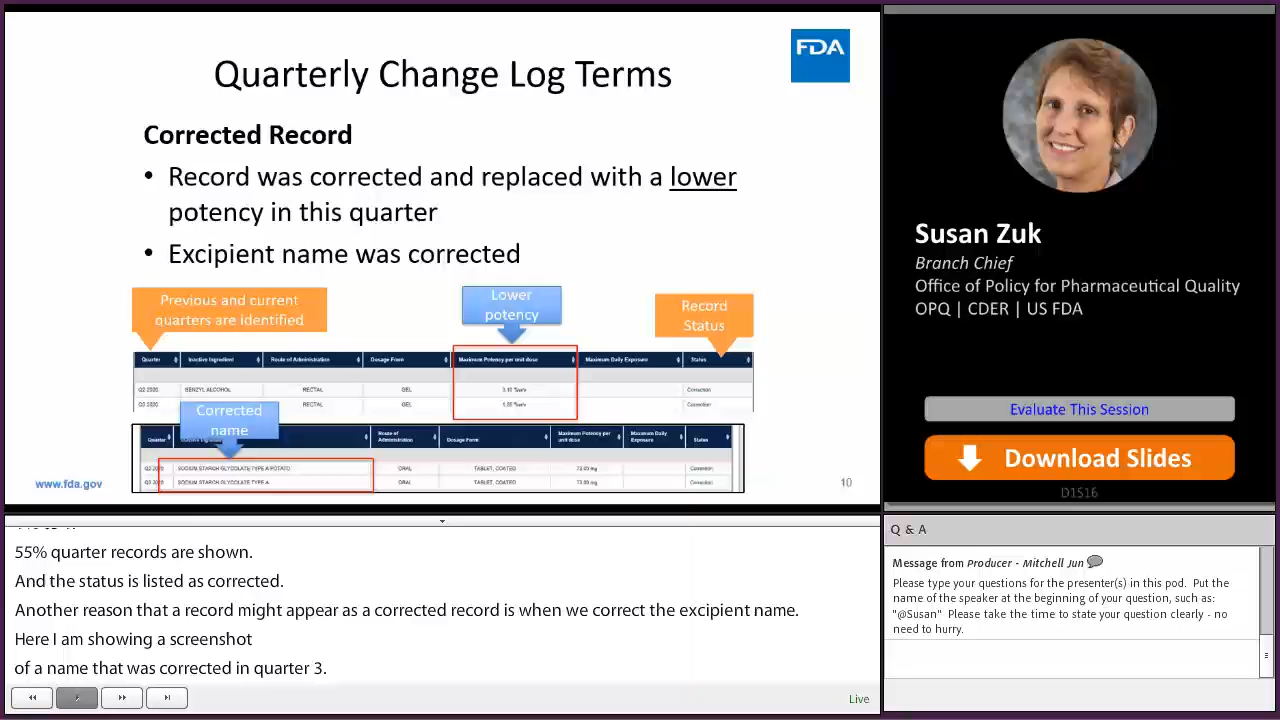 FDA
Quarterly Change Log Terms
Corrected Record
• Record was corrected and replaced with a lower
potency in this quarter
• Excipient name was corrected
Previous and current
quarters are identified
Lower
potency
Record
Status
Quarter Inactive Ingredient Route of Administration Dosage Form Maximum Potency per unit dose Maximum Daily Exposure Status
Q2-2020 BENZYL ALCOHOL RECTAL GEL Correction
Q3-2020 RECTAL GEL Correction
Corrected
name
Quarter Route of Administration Dosage Form Maximum Potency per unit dose Maximum Daily Exposure Status
SODIUM STARCH GLYCOLATE TYPE A POTATO ORAL TABLET, COATED Correction
SODIUM STARCH GLYCOLATE TYPE A ORAL TABLET, COATED Correction
www.fda.gov
10
55% quarter records are shown.
And the status is listed as corrected.
Another reason that a record might appear as a corrected record is when we correct the excipient name.
Here I am showing a screenshot
of a name that was corrected in quarter 3.
Live
Susan Zuk
Branch Chief
Office of Policy for Pharmaceutical Quality
OPQ | CDER | US FDA
Evaluate This Session
Download Slides
D1S16
Q & A
Message from Producer - Mitchell Jun
Please type your questions for the presenter(s) in this pod. Put the
name of the speaker at the beginning of your question, such as:
"@Susan" Please take the time to state your question clearly - no
need to hurry.